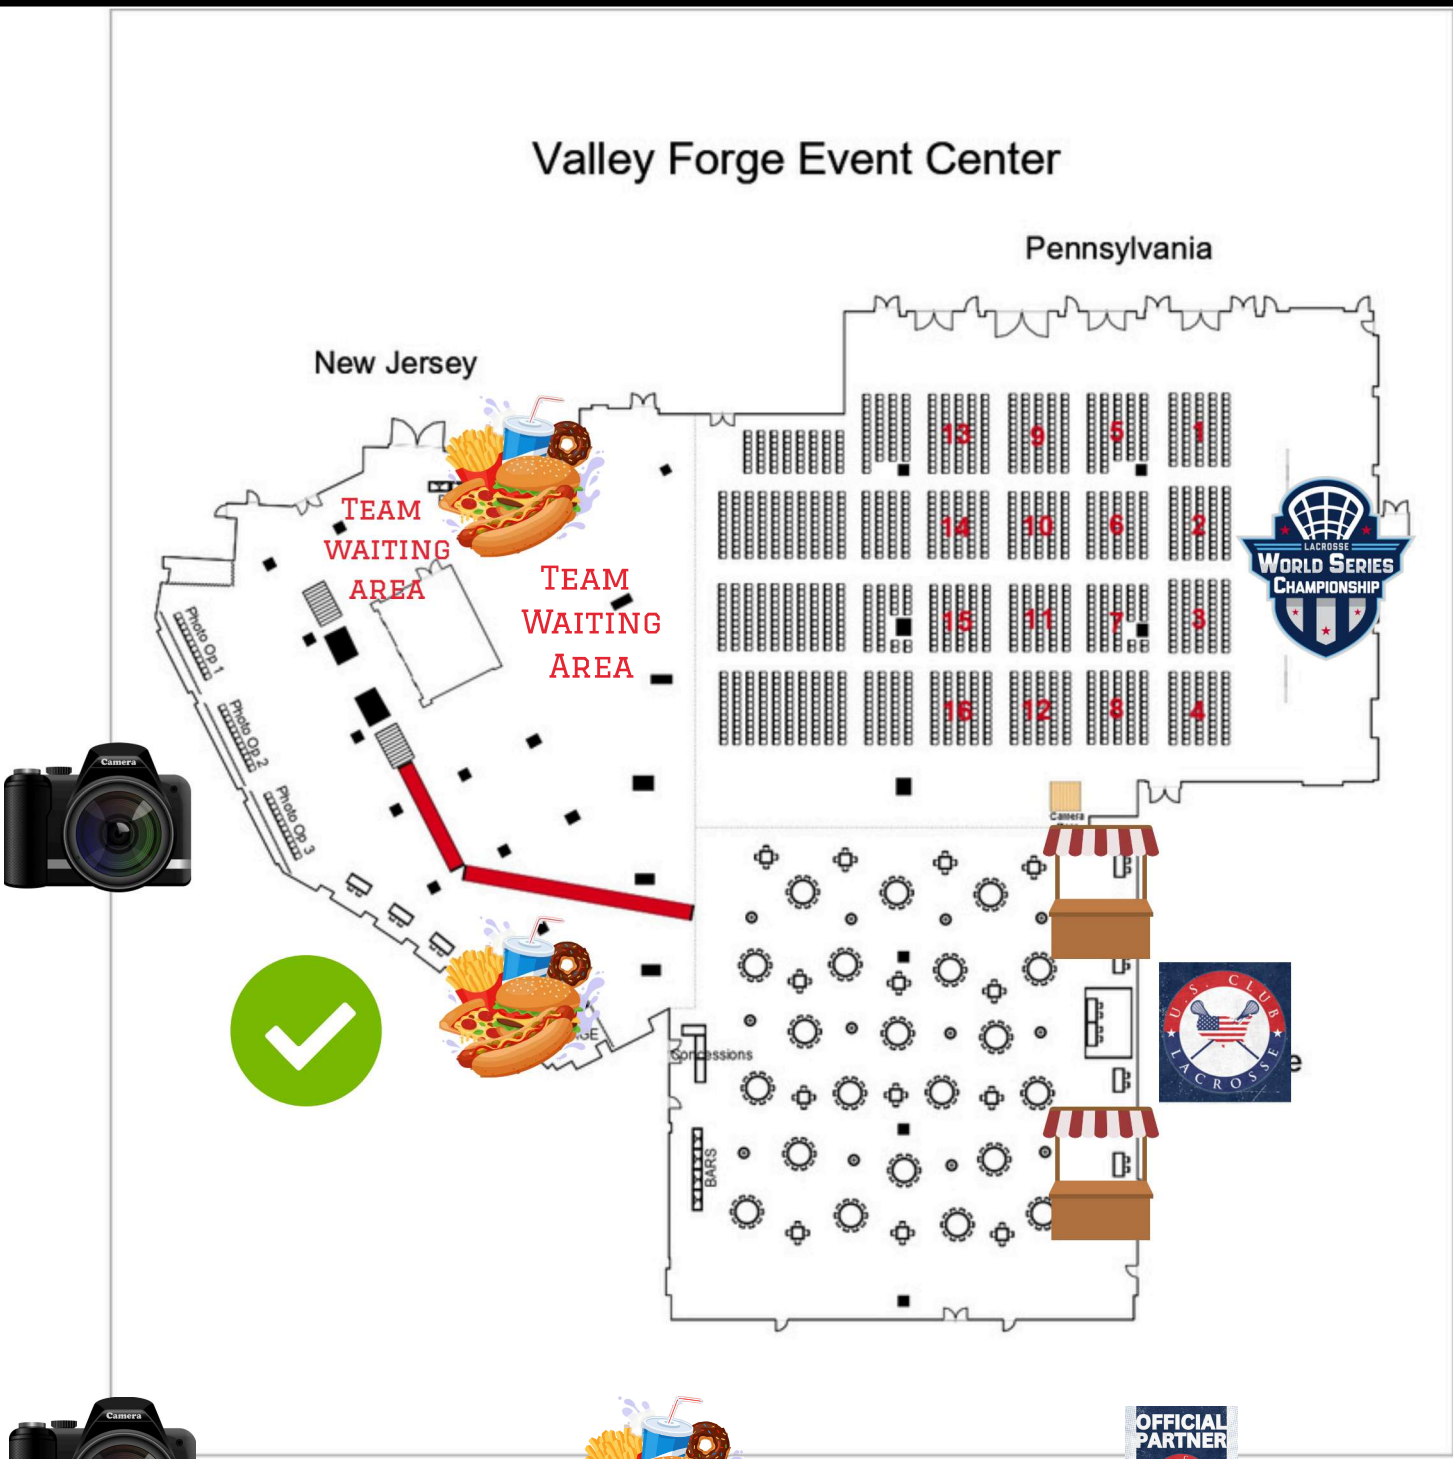 Valley Forge Event Center
Pennsylvania
New Jersey
13
9
5
1
TEAM
WAITING
AREA
14
10
6
2
LACROSSE
WORLD SERIES
CHAMPIONSHIP
TEAM
WAITING
AREA
15
11
7
3
Photo Op 1
16
12
8
4
Photo Op 2
Camera
Photo Op 3
Camera
U.S. CLUB
LACROSSE
GE
Concessions
e
BARS
Camera
OFFICIAL
PARTNER